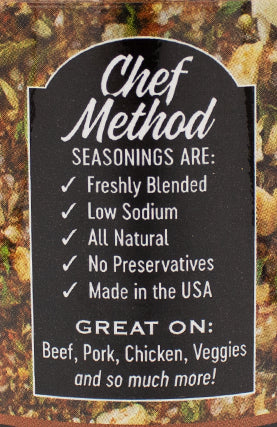 Chef
Method
SEASONINGS ARE:
✓ Freshly Blended
✓ Low Sodium
✓ All Natural
✓ No Preservatives
✓ Made in the USA
GREAT ON:
Beef, Pork, Chicken, Veggies
and so much more!